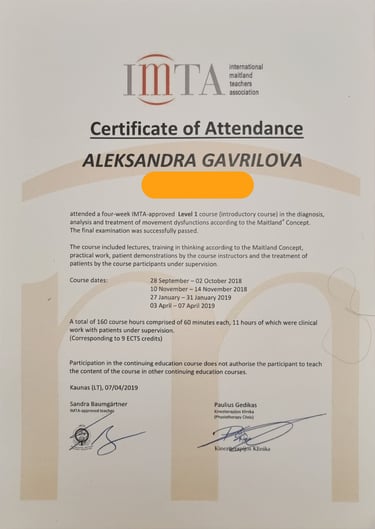 IMTA
international
maitland
teachers
association
Certificate of Attendance
ALEKSANDRA GAVRILOVA
attended a four-week IMTA-approved Level 1 course (introductory course) in the diagnosis,
analysis and treatment of movement dysfunctions according to the Maitland® Concept.
The final examination was successfully passed.
The course included lectures, training in thinking according to the Maitland Concept,
practical work, patient demonstrations by the course instructors and the treatment of
patients by the course participants under supervision.
Course dates:
28 September – 02 October 2018
10 November – 14 November 2018
27 January – 31 January 2019
03 April – 07 April 2019
A total of 160 course hours comprised of 60 minutes each, 11 hours of which were clinical
work with patients under supervision.
(Corresponding to 9 ECTS credits)
Participation in the continuing education course does not authorise the participant to teach
the content of the course in other continuing education courses.
Kaunas (LT), 07/04/2019
Sandra Baumgärtner
IMTA-approved teacher
Paulius Gedikas
Kineziterapijos Klinika
(Physiotherapy Clinic)
Kineziterapijos Klinika